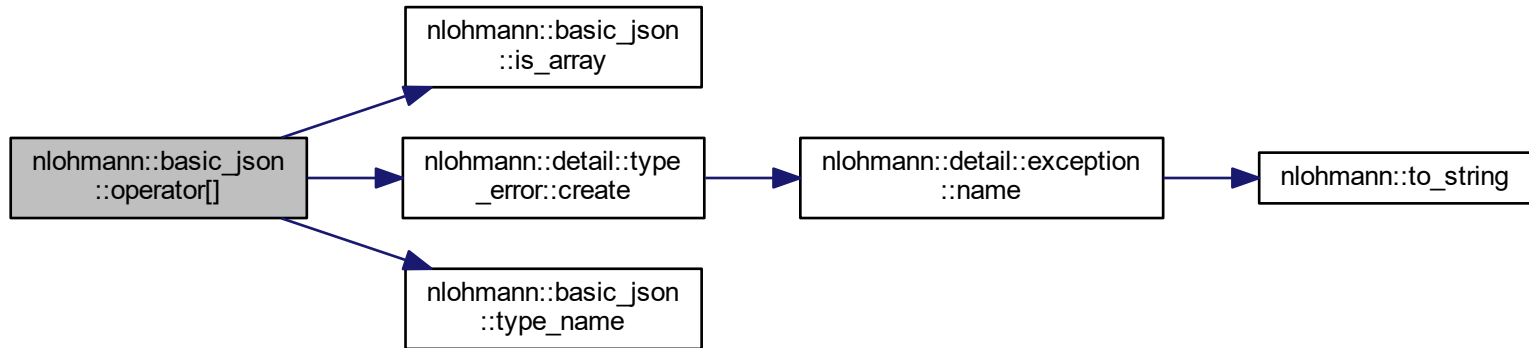 nlohmann::basic_json
::is_array
nlohmann::basic_json
::operator[]
nlohmann::detail::type
_error::create
nlohmann::detail::exception
::name
nlohmann::to_string
nlohmann::basic_json
::type_name